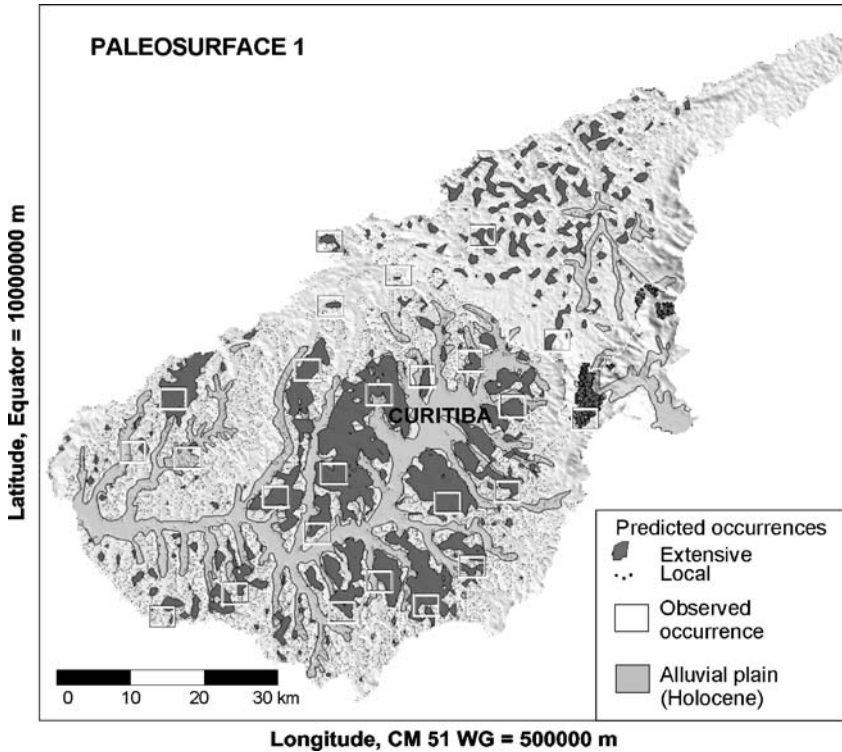 PALEOSURFACE 1
Latitude, Equator = 10000000 m
CURITIBA
Predicted occurrences
Extensive
Local
Observed
occurrence
Alluvial plain
(Holocene)
0 10 20 30 km
Longitude, CM 51 WG = 500000 m